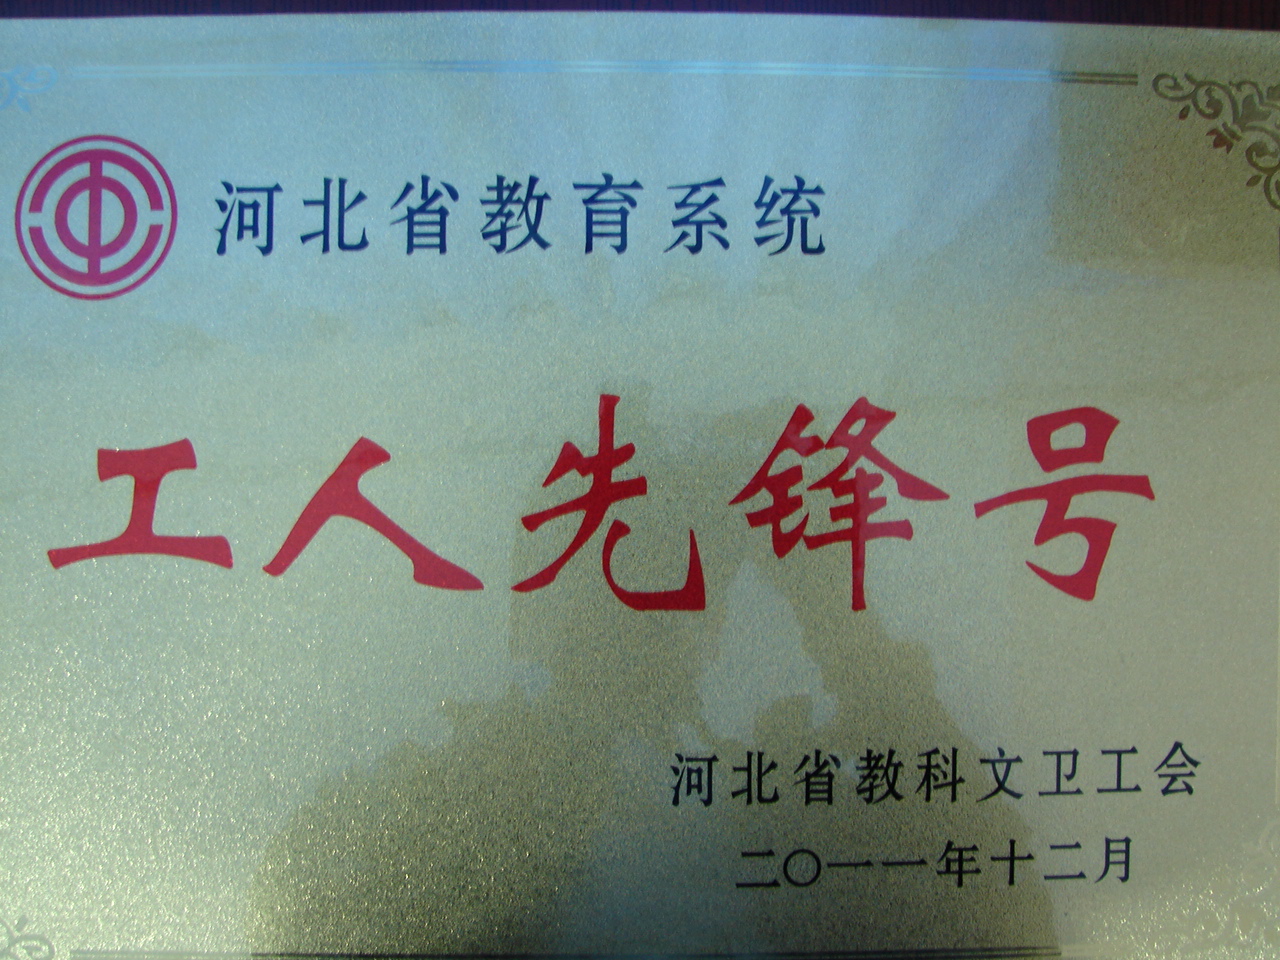 河北省教育系统
工人先锋号
河北省教科文卫工会
二〇一一年十二月